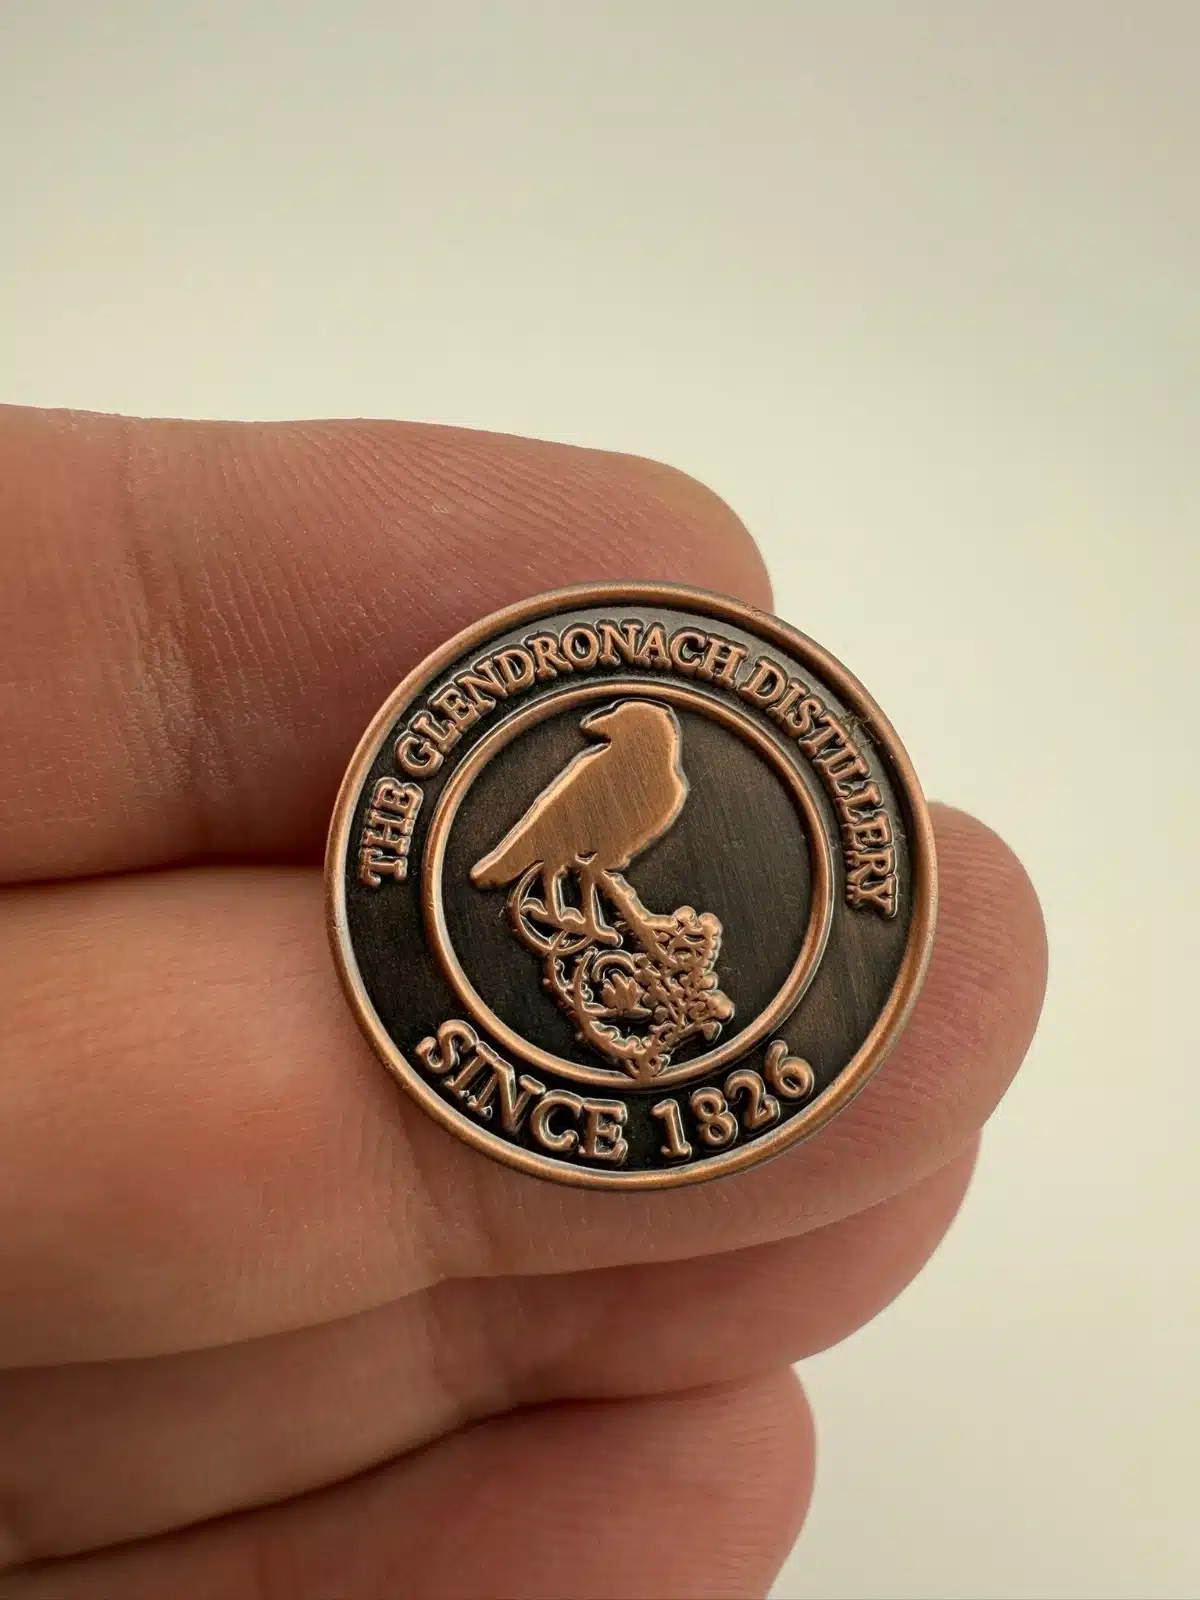 THE GLENDRONACH DISTILLERY
SINCE 1826